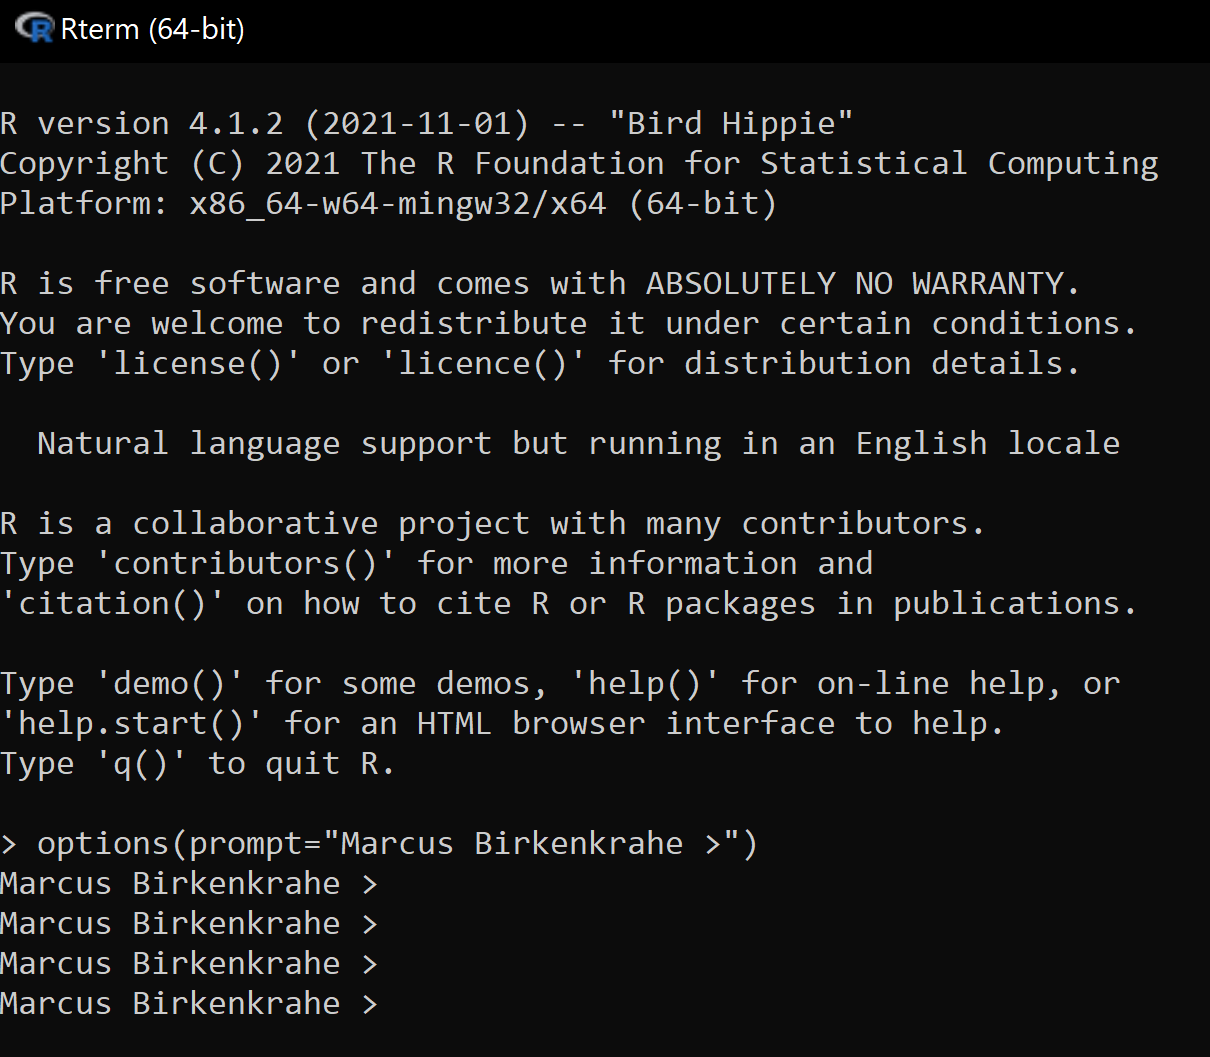 Rterm (64-bit)
R version 4.1.2 (2021-11-01) -- "Bird Hippie"
Copyright (C) 2021 The R Foundation for Statistical Computing
Platform: x86_64-w64-mingw32/x64 (64-bit)
R is free software and comes with ABSOLUTELY NO WARRANTY.
You are welcome to redistribute it under certain conditions.
Type 'license()' or 'licence()' for distribution details.
  Natural language support but running in an English locale
R is a collaborative project with many contributors.
Type 'contributors()' for more information and
'citation()' on how to cite R or R packages in publications.
Type 'demo()' for some demos, 'help()' for on-line help, or
'help.start()' for an HTML browser interface to help.
Type 'q()' to quit R.
> options(prompt="Marcus Birkenkrahe >")
Marcus Birkenkrahe >
Marcus Birkenkrahe >
Marcus Birkenkrahe >
Marcus Birkenkrahe >